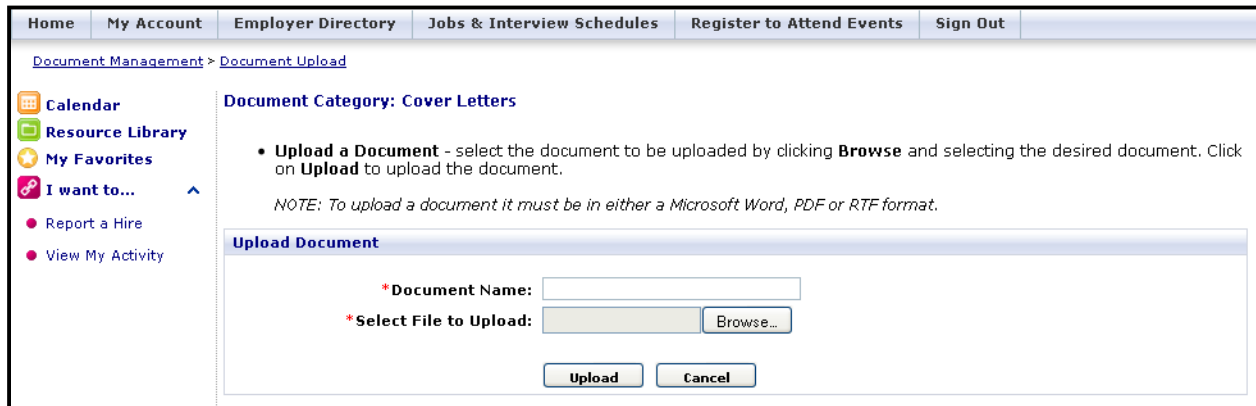 Home My Account Employer Directory Jobs & Interview Schedules Register to Attend Events Sign Out
Document Management > Document Upload
Calendar
Resource Library
My Favorites
I want to...
Report a Hire
View My Activity
Document Category: Cover Letters
• Upload a Document - select the document to be uploaded by clicking Browse and selecting the desired document. Click
on Upload to upload the document.
NOTE: To upload a document it must be in either a Microsoft Word, PDF or RTF format.
Upload Document
*Document Name:
*Select File to Upload: Browse...
Upload Cancel